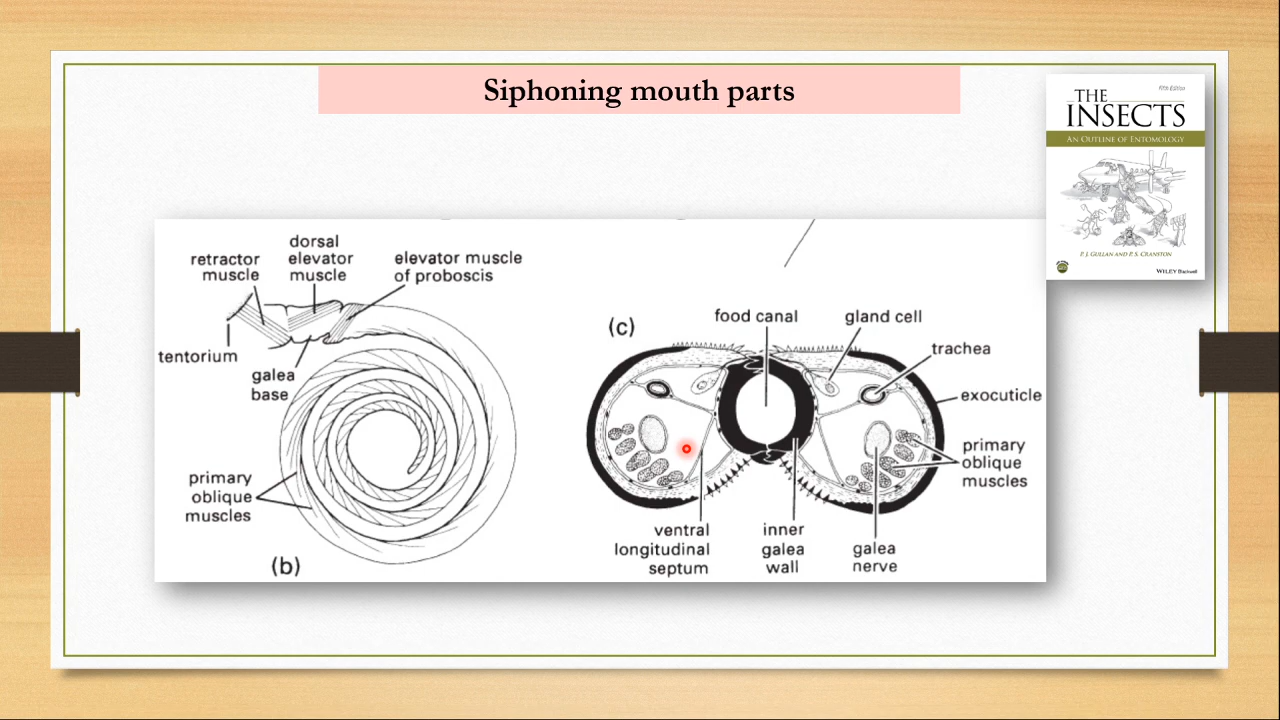 Siphoning mouth parts
Fifth Edition
THE
INSECTS
AN OUTLINE OF ENTOMOLOGY
P. J. GULLAN AND P. S. CRANSTON
WILEY Blackwell
retractor
muscle
dorsal
elevator
muscle
elevator muscle
of proboscis
tentorium
galea
base
primary
oblique
muscles
(b)
(c)
food canal
gland cell
trachea
exocuticle
primary
oblique
muscles
ventral
longitudinal
septum
inner
galea
wall
galea
nerve